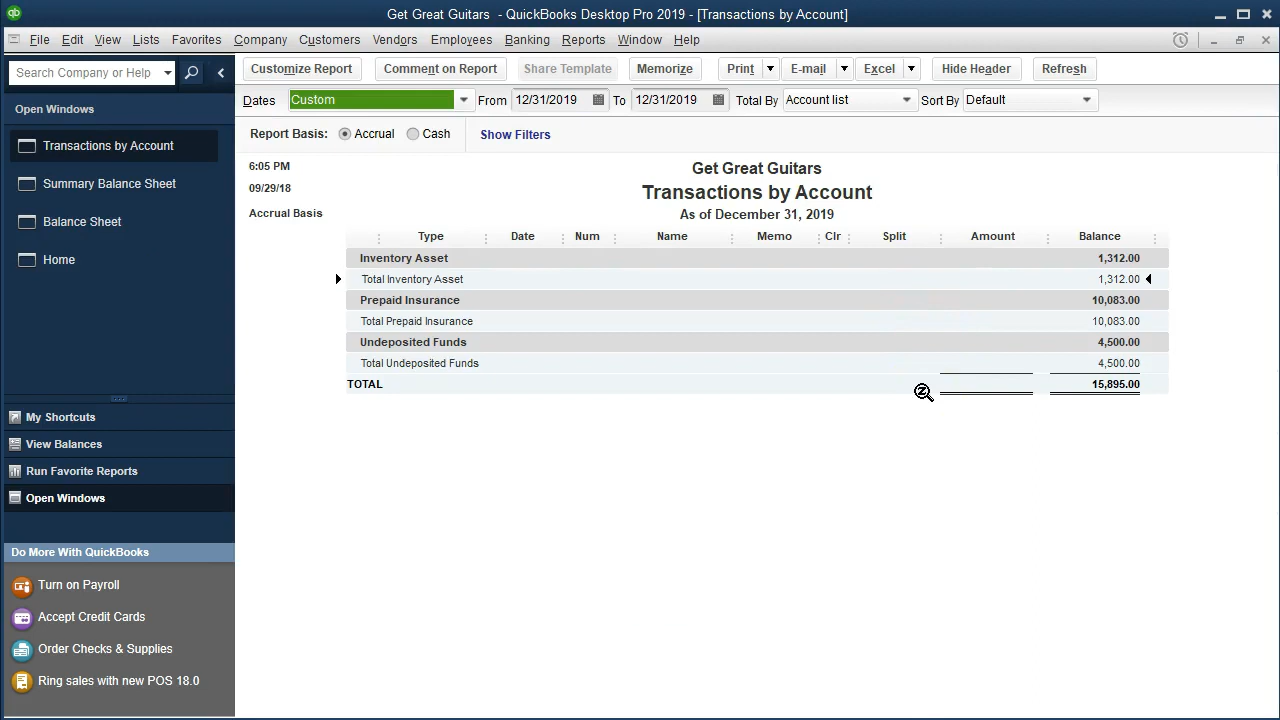 Get Great Guitars - QuickBooks Desktop Pro 2019 - [Transactions by Account]
File Edit View Lists Favorites Company Customers Vendors Employees Banking Reports Window Help
Search Company or Help
Customize Report Comment on Report Share Template Memorize Print E-mail Excel Hide Header Refresh
Dates Custom From 12/31/2019 To 12/31/2019 Total By Account list Sort By Default
Report Basis: Accrual Cash Show Filters
Open Windows
Transactions by Account
Summary Balance Sheet
Balance Sheet
Home
My Shortcuts
View Balances
Run Favorite Reports
Open Windows
Do More With QuickBooks
Turn on Payroll
Accept Credit Cards
Order Checks & Supplies
Ring sales with new POS 18.0
6:05 PM
09/29/18
Accrual Basis
Get Great Guitars
Transactions by Account
As of December 31, 2019
Type Date Num Name Memo Clr Split Amount Balance
Inventory Asset 1,312.00
Total Inventory Asset 1,312.00
Prepaid Insurance 10,083.00
Total Prepaid Insurance 10,083.00
Undeposited Funds 4,500.00
Total Undeposited Funds 4,500.00
TOTAL 15,895.00